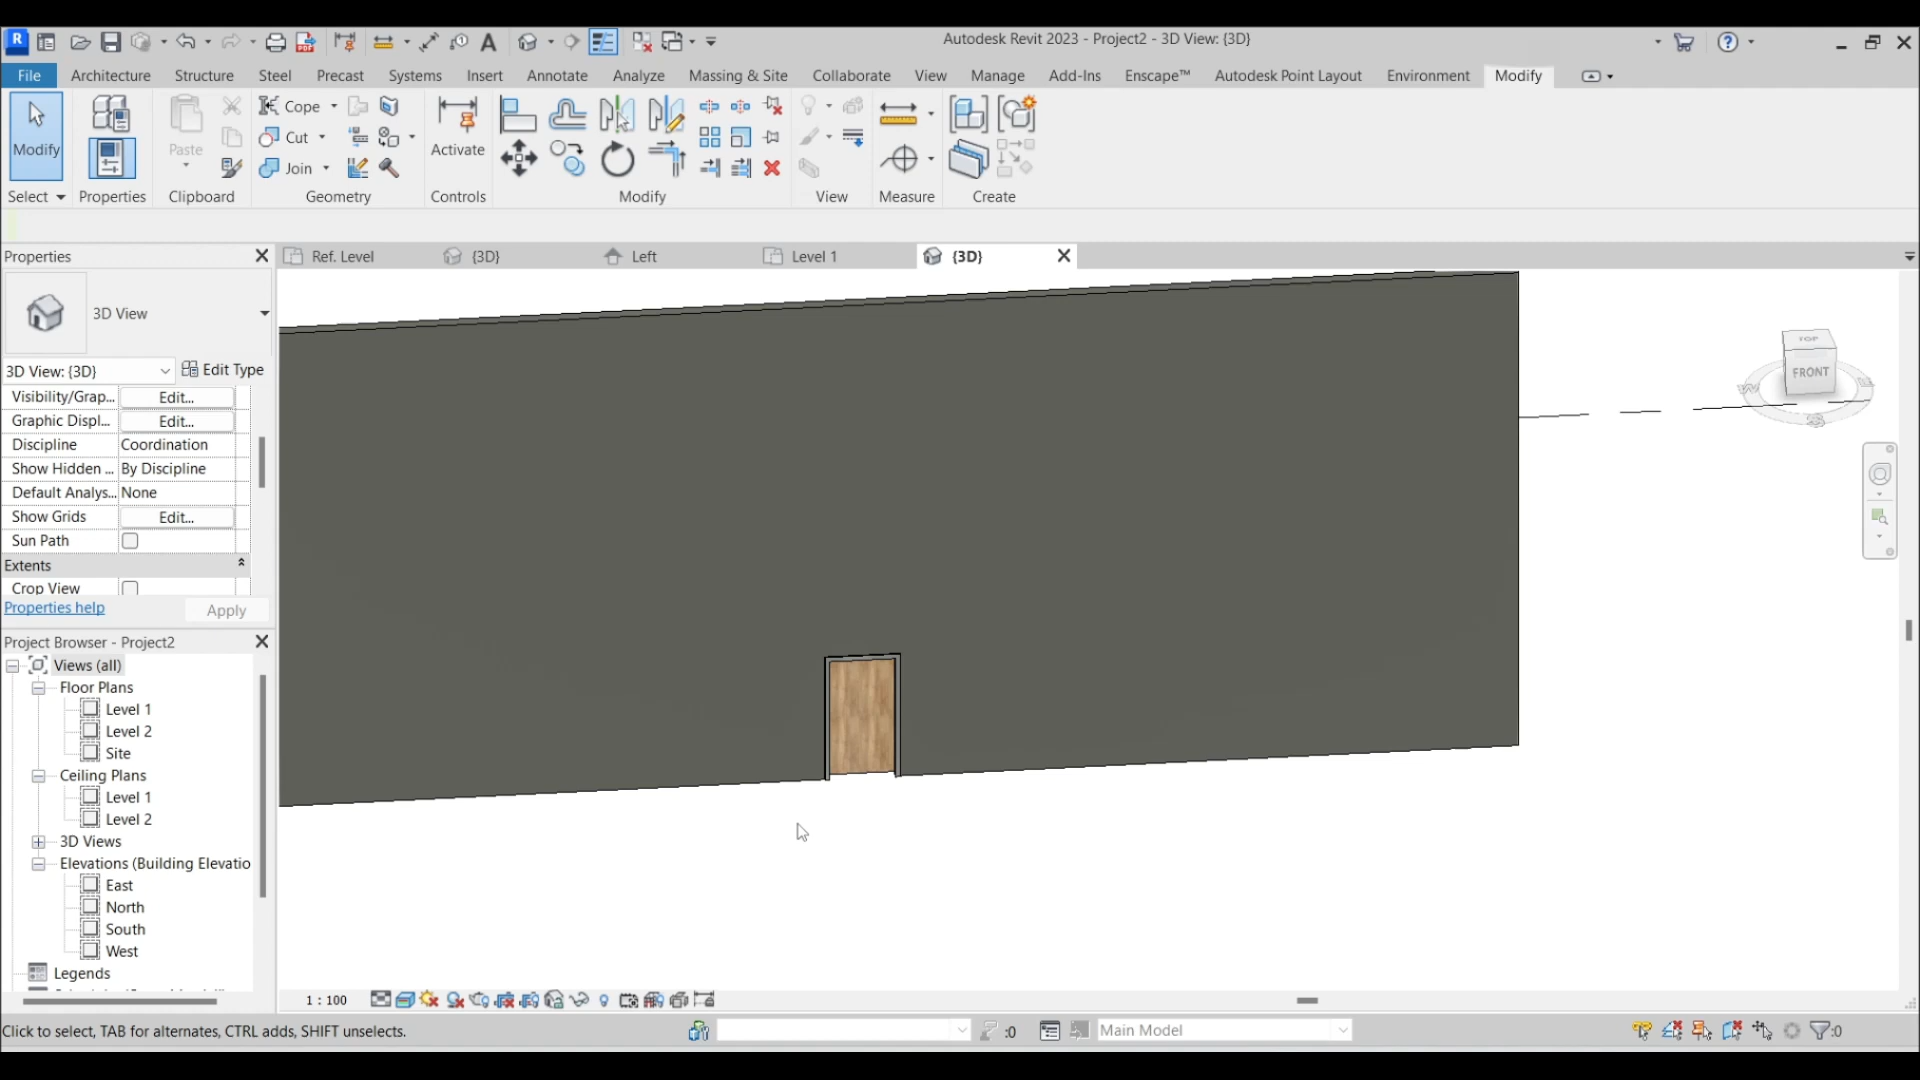 R
Autodesk Revit 2023 - Project2 - 3D View: {3D}
File Architecture Structure Steel Precast Systems Insert Annotate Analyze Massing & Site Collaborate View Manage Add-Ins Enscape™ Autodesk Point Layout Environment Modify
Cope
Cut
Join
Modify Paste Activate
Select Properties Clipboard Geometry Controls Modify View Measure Create
Properties
Ref. Level {3D} Left Level 1 {3D}
3D View
3D View: {3D} Edit Type
Visibility/Grap... Edit...
Graphic Displ... Edit...
Discipline Coordination
Show Hidden ... By Discipline
Default Analys... None
Show Grids Edit...
Sun Path
Extents
Crop View
Properties help Apply
Project Browser - Project2
Views (all)
Floor Plans
Level 1
Level 2
Site
Ceiling Plans
Level 1
Level 2
3D Views
Elevations (Building Elevatio
East
North
South
West
Legends
TOP
FRONT
W
S
1 : 100
Click to select, TAB for alternates, CTRL adds, SHIFT unselects.
:0
Main Model
:0